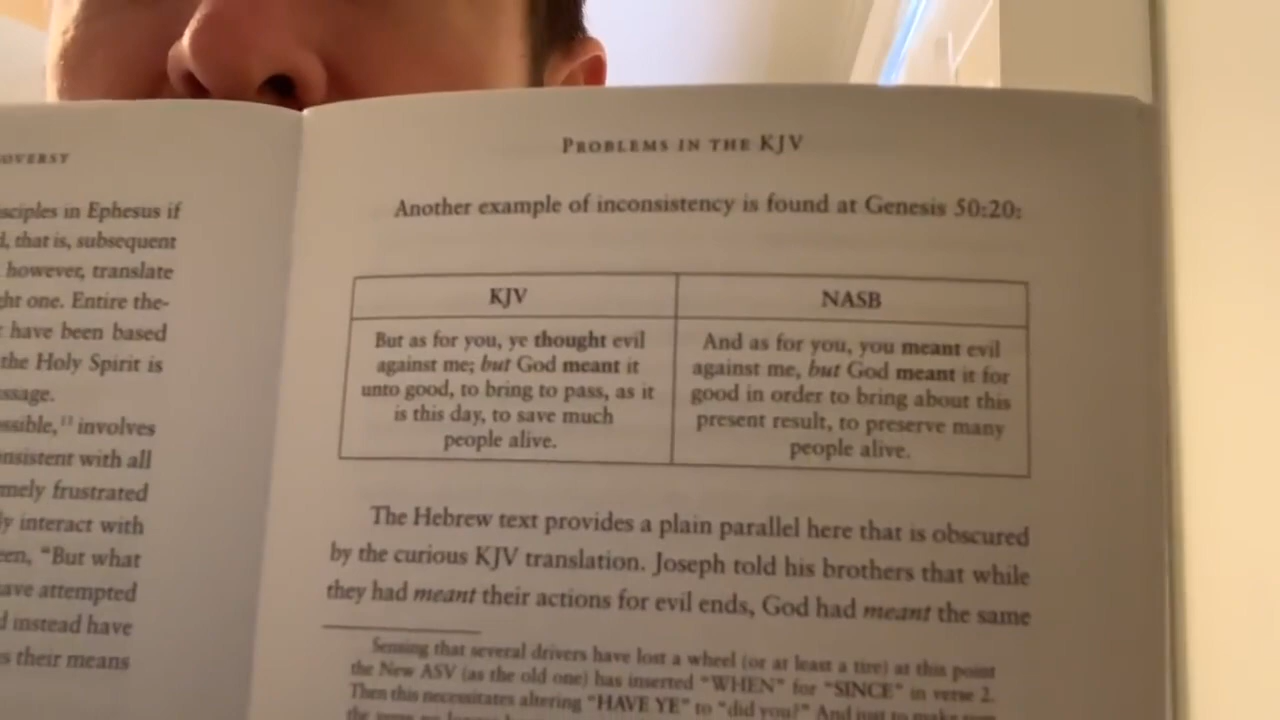 OVERSY
sciples in Ephesus if
, that is, subsequent
however, translate
ght one. Entire the-
have been based
the Holy Spirit is
ssage.
ssible,¹¹ involves
nsistent with all
mely frustrated
ly interact with
een, “But what
ave attempted
d instead have
s their means
PROBLEMS IN THE KJV
Another example of inconsistency is found at Genesis 50:20:
KJV
But as for you, ye thought evil
against me; but God meant it
unto good, to bring to pass, as it
is this day, to save much
people alive.
NASB
And as for you, you meant evil
against me, but God meant it for
good in order to bring about this
present result, to preserve many
people alive.
The Hebrew text provides a plain parallel here that is obscured
by the curious KJV translation. Joseph told his brothers that while
they had meant their actions for evil ends, God had meant the same
Sensing that several drivers have lost a wheel (or at least a tire) at this point
the New ASV (as the old one) has inserted “WHEN” for “SINCE” in verse 2.
Then this necessitates altering “HAVE YE” to “did you?” And just to make